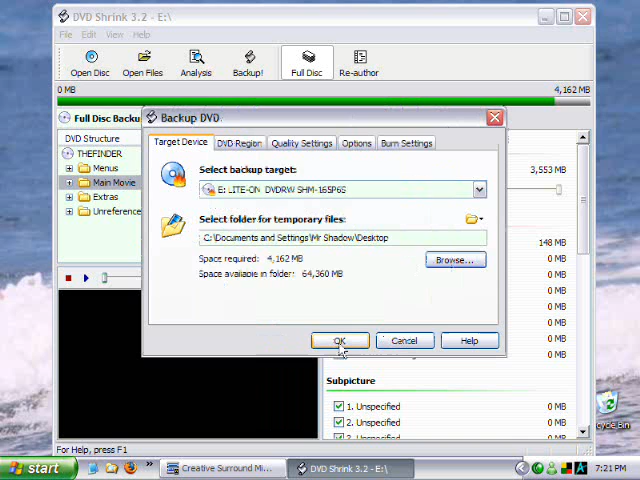 DVD Shrink 3.2 - E:\
File Edit View Help
Open Disc Open Files Analysis Backup! Full Disc Re-author
0 MB 4,162 MB
Full Disc Backu
Backup DVD
DVD Structure
Target Device DVD Region Quality Settings Options Burn Settings
THEFINDER
Menus
Main Movie
Extras
Unreference
Select backup target:
3,553 MB
E: LITE-ON DVDRW SHM-165P6S
Select folder for temporary files:
C:\Documents and Settings\Mr Shadow\Desktop
148 MB
Space required: 4,162 MB
Browse...
0 MB
Space available in folder: 64,360 MB
0 MB
0 MB
0 MB
0 MB
OK Cancel Help
0 MB
0 MB
Subpicture
1. Unspecified 0 MB
2. Unspecified 0 MB
3. Unspecified 0 MB
For Help, press F1
cycle Bin
start
Creative Surround Mi...
DVD Shrink 3.2 - E:\
7:21 PM